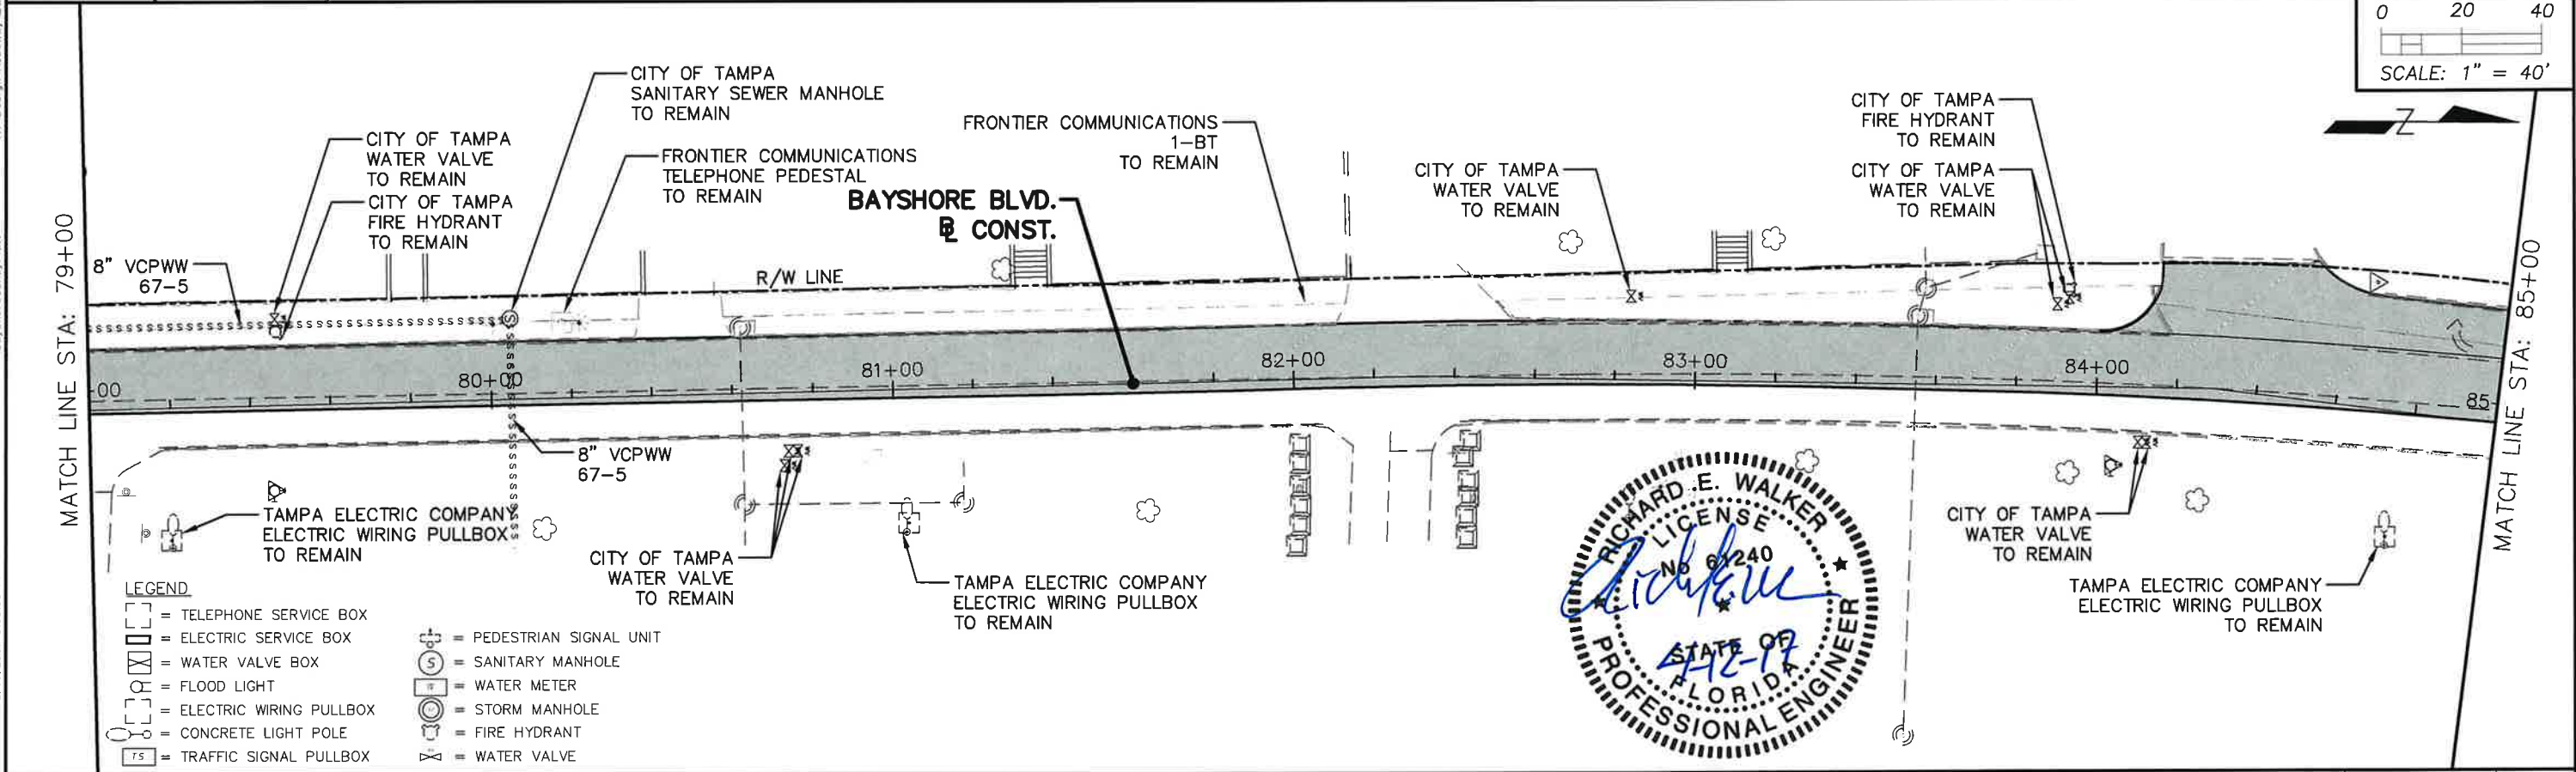 0 20 40
SCALE: 1" = 40'
Z
CITY OF TAMPA
SANITARY SEWER MANHOLE
TO REMAIN
CITY OF TAMPA
WATER VALVE
TO REMAIN
CITY OF TAMPA
FIRE HYDRANT
TO REMAIN
FRONTIER COMMUNICATIONS
TELEPHONE PEDESTAL
TO REMAIN
FRONTIER COMMUNICATIONS
1-BT
TO REMAIN
BAYSHORE BLVD.
BL CONST.
CITY OF TAMPA
WATER VALVE
TO REMAIN
CITY OF TAMPA
FIRE HYDRANT
TO REMAIN
CITY OF TAMPA
WATER VALVE
TO REMAIN
MATCH LINE STA: 79+00
MATCH LINE STA: 85+00
8" VCPWW
67-5
R/W LINE
S
-00
80+00
81+00
82+00
83+00
84+00
85
8" VCPWW
67-5
TAMPA ELECTRIC COMPANY
ELECTRIC WIRING PULLBOX
TO REMAIN
CITY OF TAMPA
WATER VALVE
TO REMAIN
TAMPA ELECTRIC COMPANY
ELECTRIC WIRING PULLBOX
TO REMAIN
CITY OF TAMPA
WATER VALVE
TO REMAIN
TAMPA ELECTRIC COMPANY
ELECTRIC WIRING PULLBOX
TO REMAIN
RICHARD E. WALKER
LICENSE
No 61240
STATE OF
FLORIDA
PROFESSIONAL ENGINEER
4-12-17
LEGEND
= TELEPHONE SERVICE BOX
= ELECTRIC SERVICE BOX
= WATER VALVE BOX
= FLOOD LIGHT
= ELECTRIC WIRING PULLBOX
= CONCRETE LIGHT POLE
TS = TRAFFIC SIGNAL PULLBOX
= PEDESTRIAN SIGNAL UNIT
S = SANITARY MANHOLE
= WATER METER
= STORM MANHOLE
= FIRE HYDRANT
= WATER VALVE